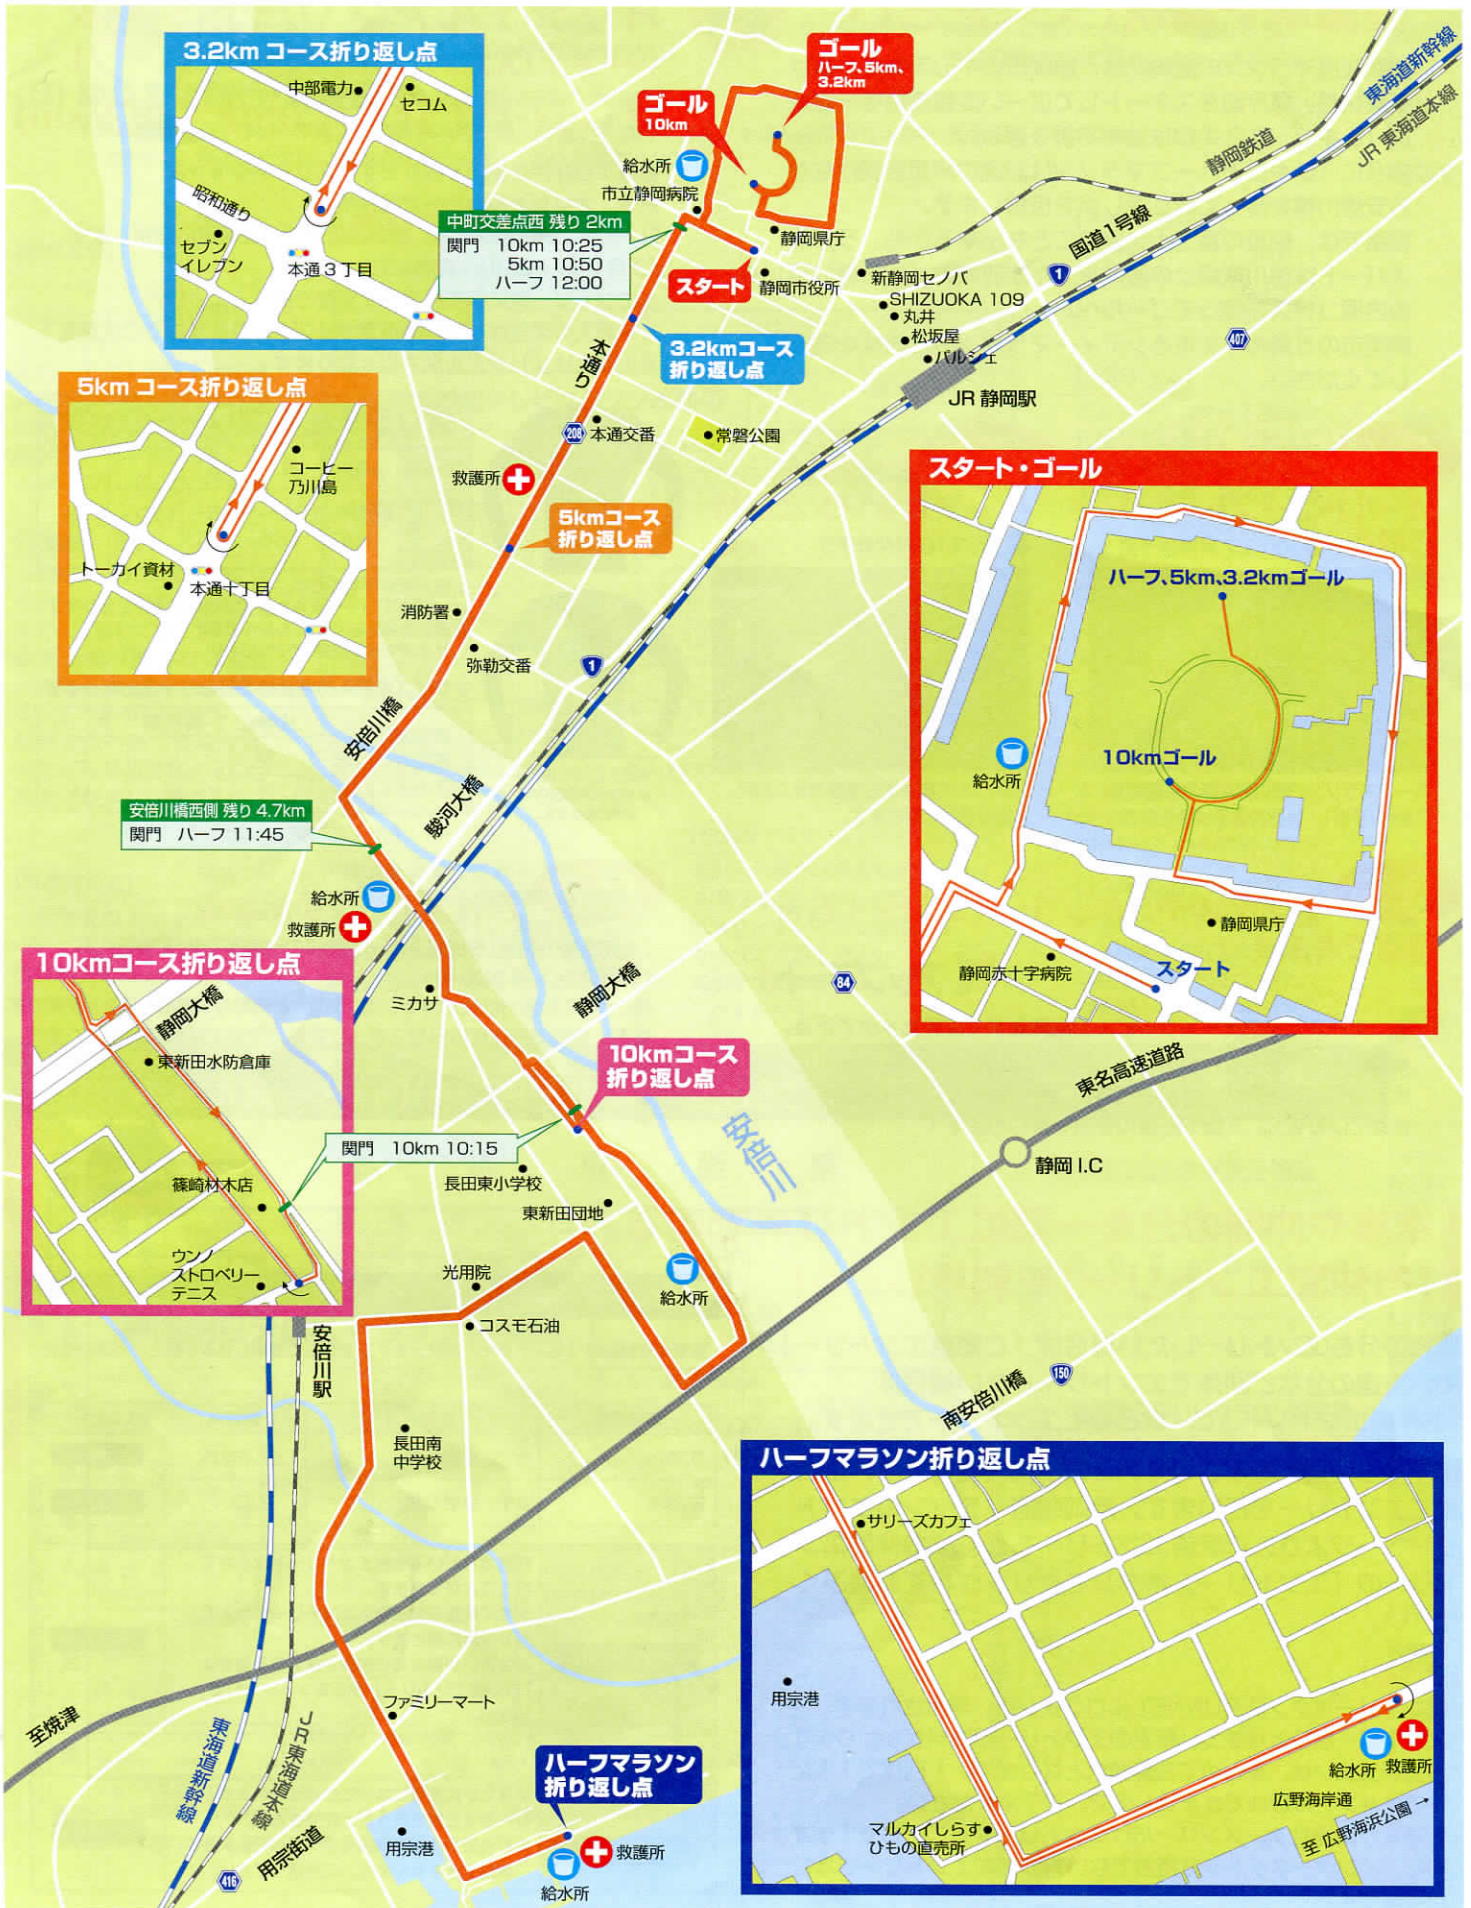 3.2km コース折り返し点
中部電力
セコム
昭和通り
セブン
イレブン
本通3丁目
ゴール
ハーフ、5km、
3.2km
ゴール
10km
給水所
市立静岡病院
中町交差点西 残り 2km
関門 10km 10:25
5km 10:50
ハーフ 12:00
静岡県庁
スタート
静岡市役所
東海道新幹線
JR 東海道本線
静岡鉄道
国道1号線
1
新静岡セノバ
SHIZUOKA 109
丸井
松坂屋
パルシェ
JR 静岡駅
407
本通り
3.2kmコース
折り返し点
208
本通交番
常磐公園
救護所
5km コース折り返し点
コーヒー
乃川島
トーカイ資材
本通十丁目
5kmコース
折り返し点
消防署
弥勒交番
1
安倍川橋
駿河大橋
安倍川橋西側 残り 4.7km
関門 ハーフ 11:45
給水所
救護所
スタート・ゴール
ハーフ、5km、3.2kmゴール
10kmゴール
給水所
静岡県庁
静岡赤十字病院
スタート
10kmコース折り返し点
静岡大橋
東新田水防倉庫
篠崎材木店
ウンノ
ストロベリー
テニス
関門 10km 10:15
ミカサ
静岡大橋
84
10kmコース
折り返し点
安倍川
東名高速道路
静岡 I.C
長田東小学校
東新田団地
光用院
コスモ石油
給水所
安倍川駅
長田南
中学校
150
南安倍川橋
ハーフマラソン折り返し点
サリーズカフェ
用宗港
給水所
救護所
広野海岸通
至 広野海浜公園 →
マルカイしらす
ひもの直売所
至焼津
東海道新幹線
JR東海道本線
ファミリーマート
ハーフマラソン
折り返し点
用宗港
救護所
給水所
416
用宗街道